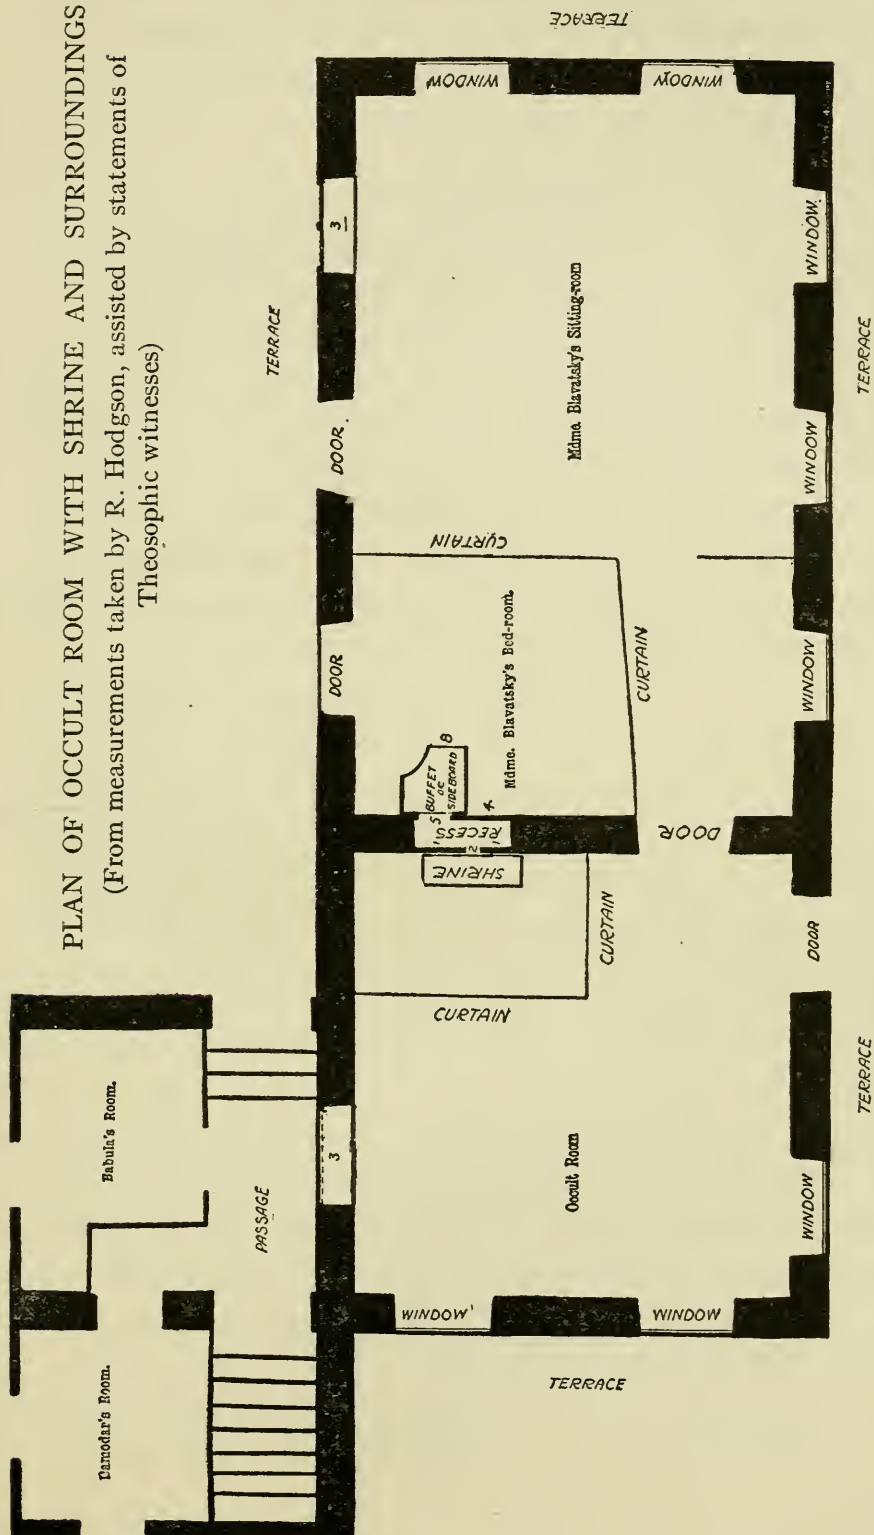 PLAN OF OCCULT ROOM WITH SHRINE AND SURROUNDINGS
(From measurements taken by R. Hodgson, assisted by statements of
Theosophic witnesses)
TERRACE
WINDOW
WINDOW
3
TERRACE
DOOR.
Mdme. Blavatsky's Sitting-room
WINDOW.
WINDOW
TERRACE
CURTAIN
DOOR
Mdme. Blavatsky's Bed-room.
CURTAIN
WINDOW
BUFFET
OR
SIDEBOARD
8
5
4
RECESS
1
2
1
SHRINE
DOOR
CURTAIN
CURTAIN
DOOR
Babula's Room.
PASSAGE
3
Occult Room
WINDOW
TERRACE
Damodar's Room.
WINDOW.
WINDOW
TERRACE